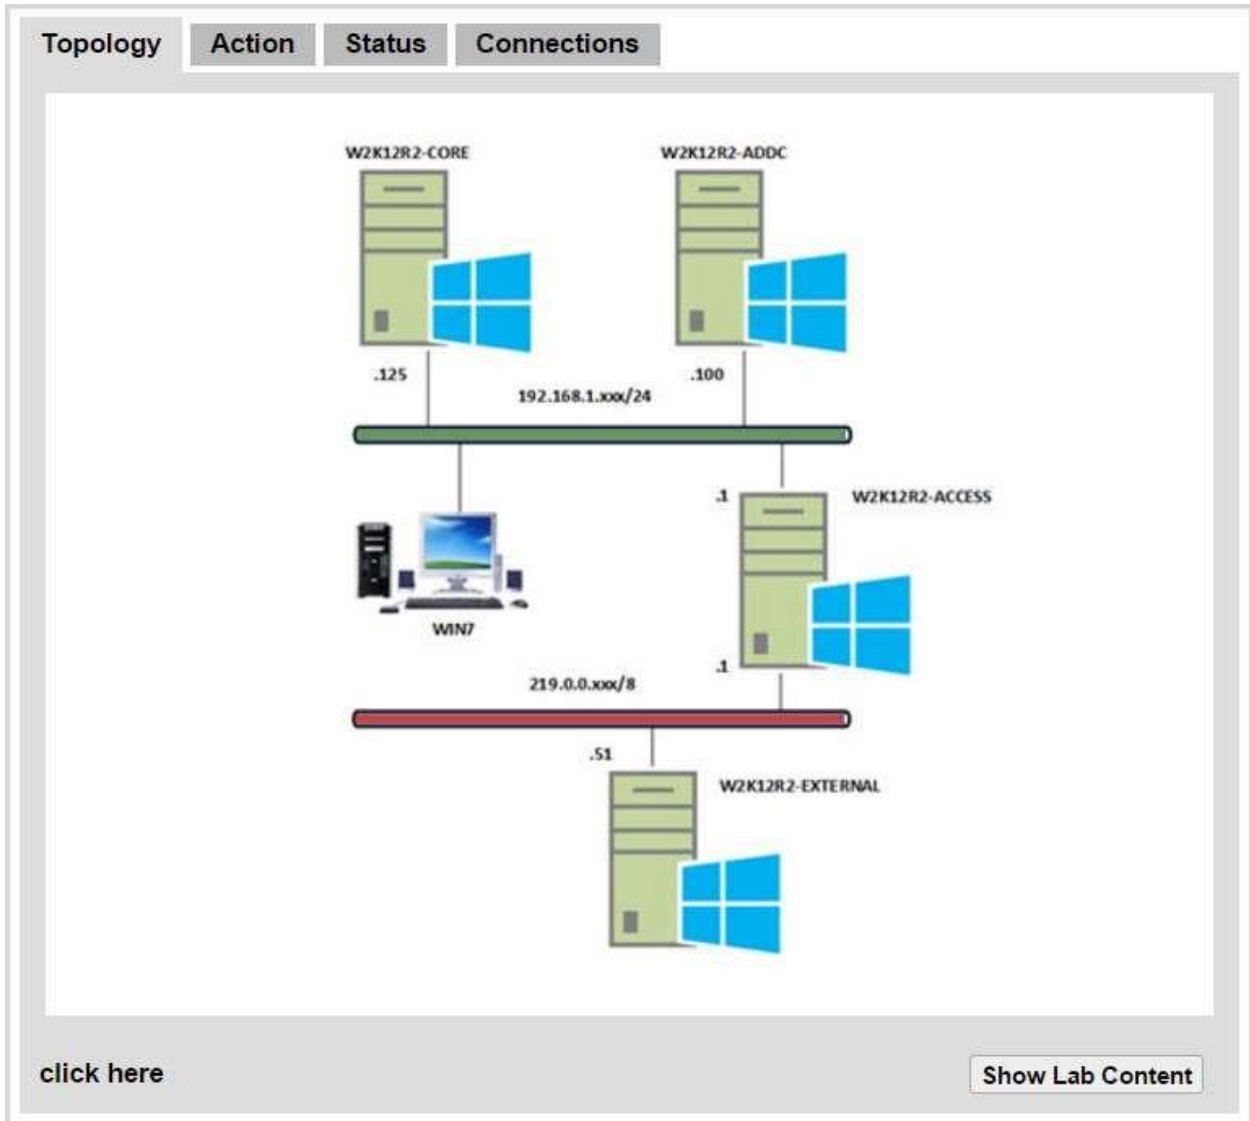 Topology
Action
Status
Connections
W2K12R2-CORE
W2K12R2-ADDC
.125
.100
192.168.1.xxx/24
.1
W2K12R2-ACCESS
WIN7
.1
219.0.0.xxx/8
.51
W2K12R2-EXTERNAL
click here
Show Lab Content